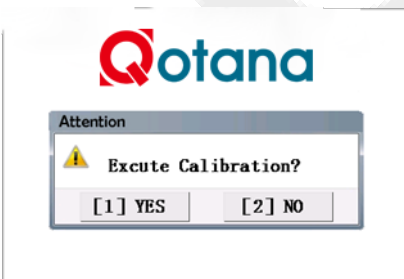 Qotana
Attention
Excute Calibration?
[1] YES [2] NO